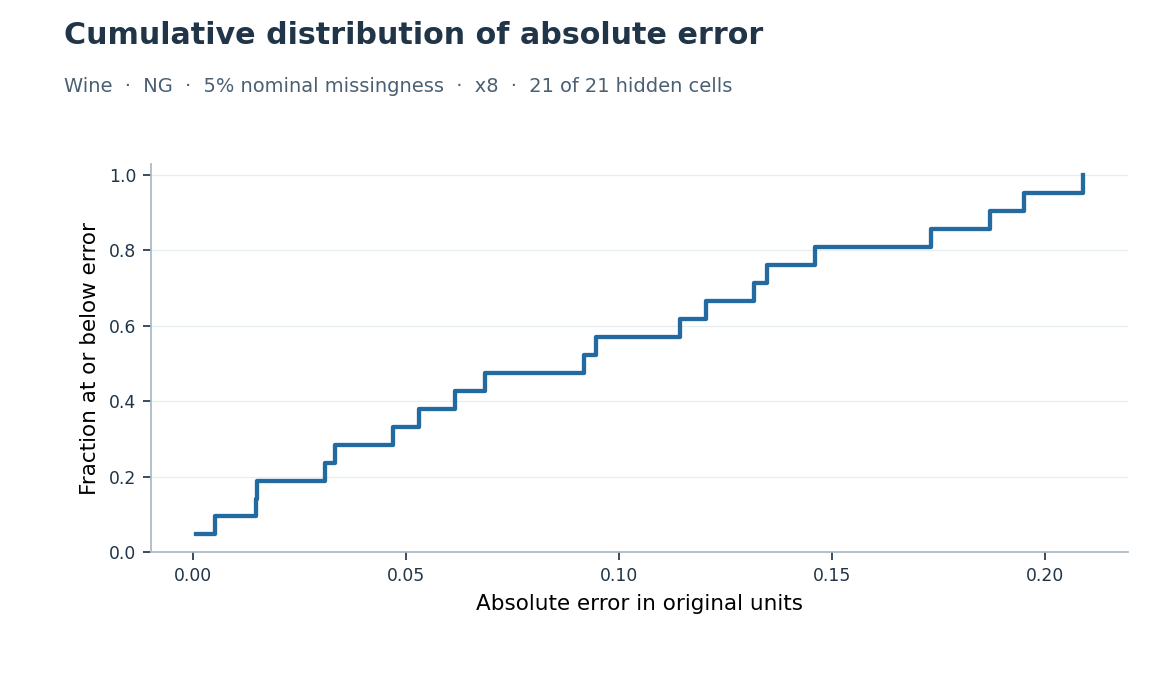 Cumulative distribution of absolute error
Wine · NG · 5% nominal missingness · x8 · 21 of 21 hidden cells
Fraction at or below error
1.0
0.8
0.6
0.4
0.2
0.0
0.00 0.05 0.10 0.15 0.20
Absolute error in original units